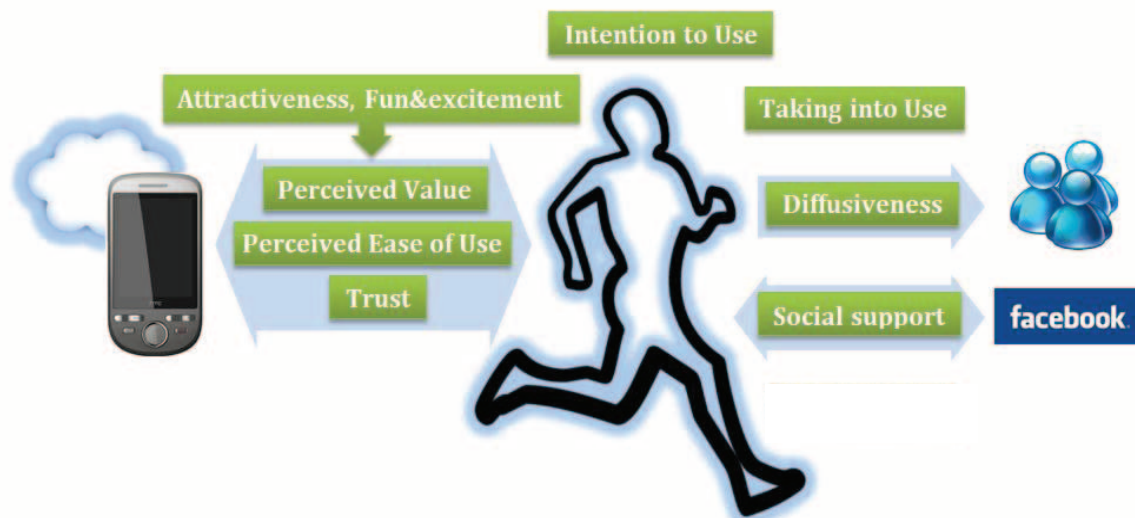 Intention to Use
Attractiveness, Fun&excitement
Taking into Use
Perceived Value
Diffusiveness
Perceived Ease of Use
Trust
Social support
facebook.